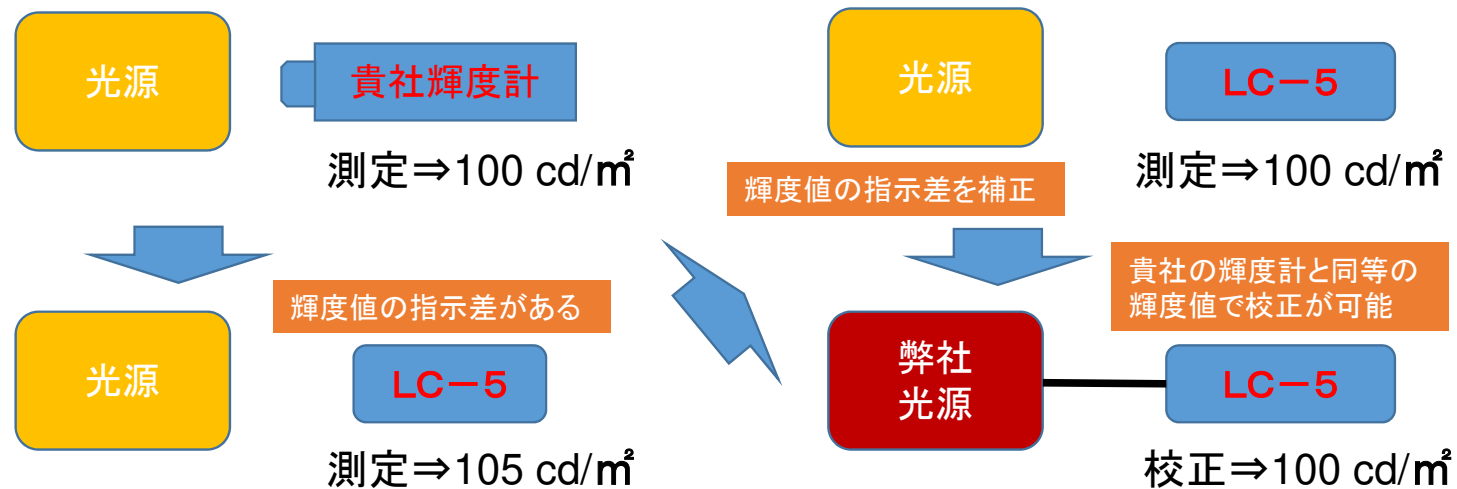 光源
貴社輝度計
測定⇒100 cd/㎡
輝度値の指示差がある
光源
LC－5
測定⇒105 cd/㎡
光源
LC－5
測定⇒100 cd/㎡
輝度値の指示差を補正
貴社の輝度計と同等の
輝度値で校正が可能
弊社
光源
LC－5
校正⇒100 cd/㎡